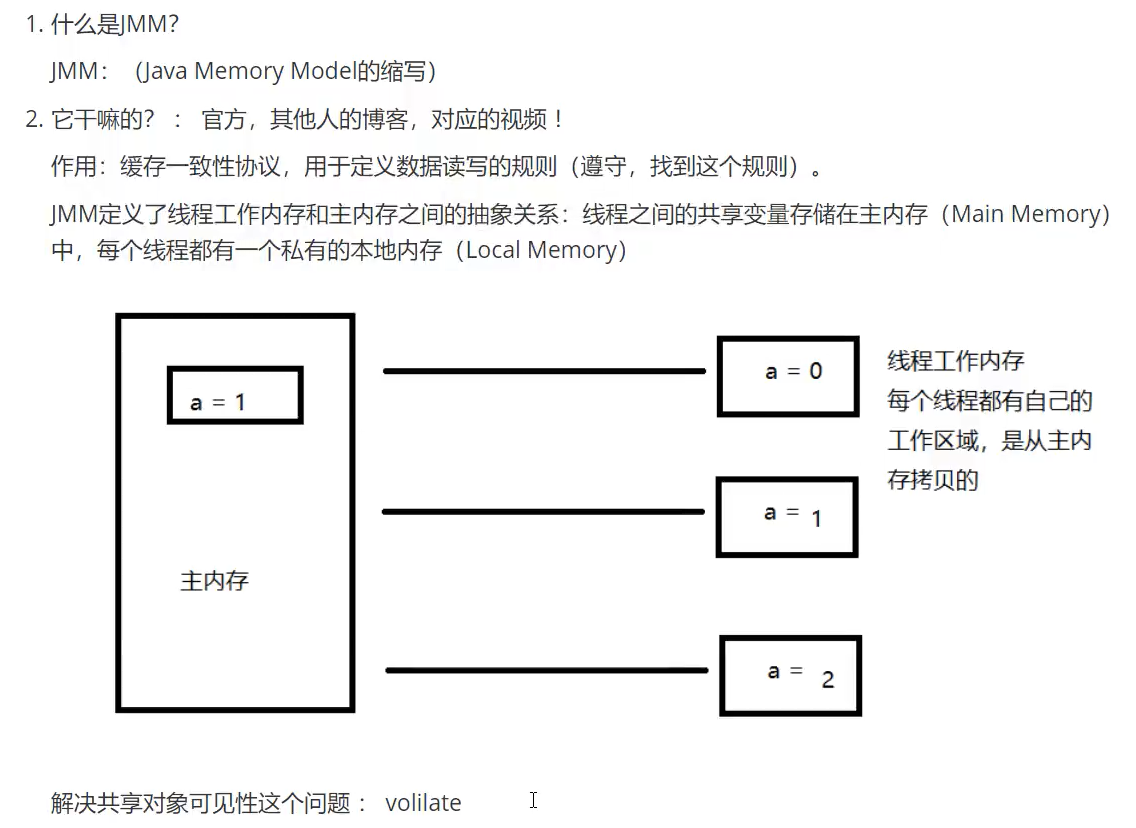 1. 什么是JMM？
JMM：（Java Memory Model的缩写）
2. 它干嘛的？ ： 官方，其他人的博客，对应的视频！
作用：缓存一致性协议，用于定义数据读写的规则（遵守，找到这个规则）。
JMM定义了线程工作内存和主内存之间的抽象关系：线程之间的共享变量存储在主内存（Main Memory）
中，每个线程都有一个私有的本地内存（Local Memory）
a = 1
主内存
a = 0
a = 1
a = 2
线程工作内存
每个线程都有自己的
工作区域，是从主内
存拷贝的
解决共享对象可见性这个问题： volilate